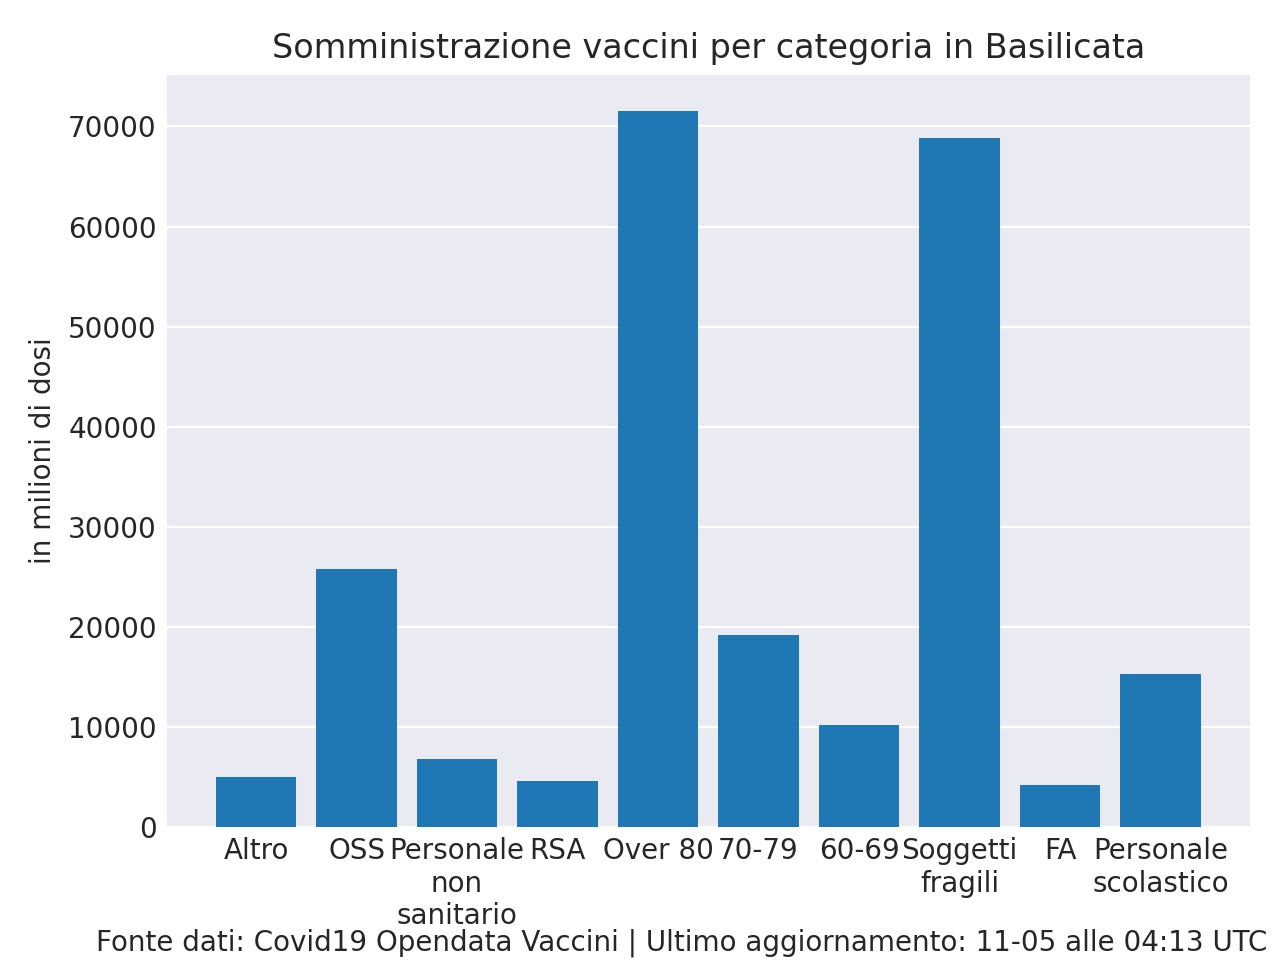 Somministrazione vaccini per categoria in Basilicata
in milioni di dosi
70000
60000
50000
40000
30000
20000
10000
0
Altro
OSS
Personale
non
sanitario
RSA
Over 80
70-79
60-69
Soggetti
fragili
FA
Personale
scolastico
Fonte dati: Covid19 Opendata Vaccini | Ultimo aggiornamento: 11-05 alle 04:13 UTC